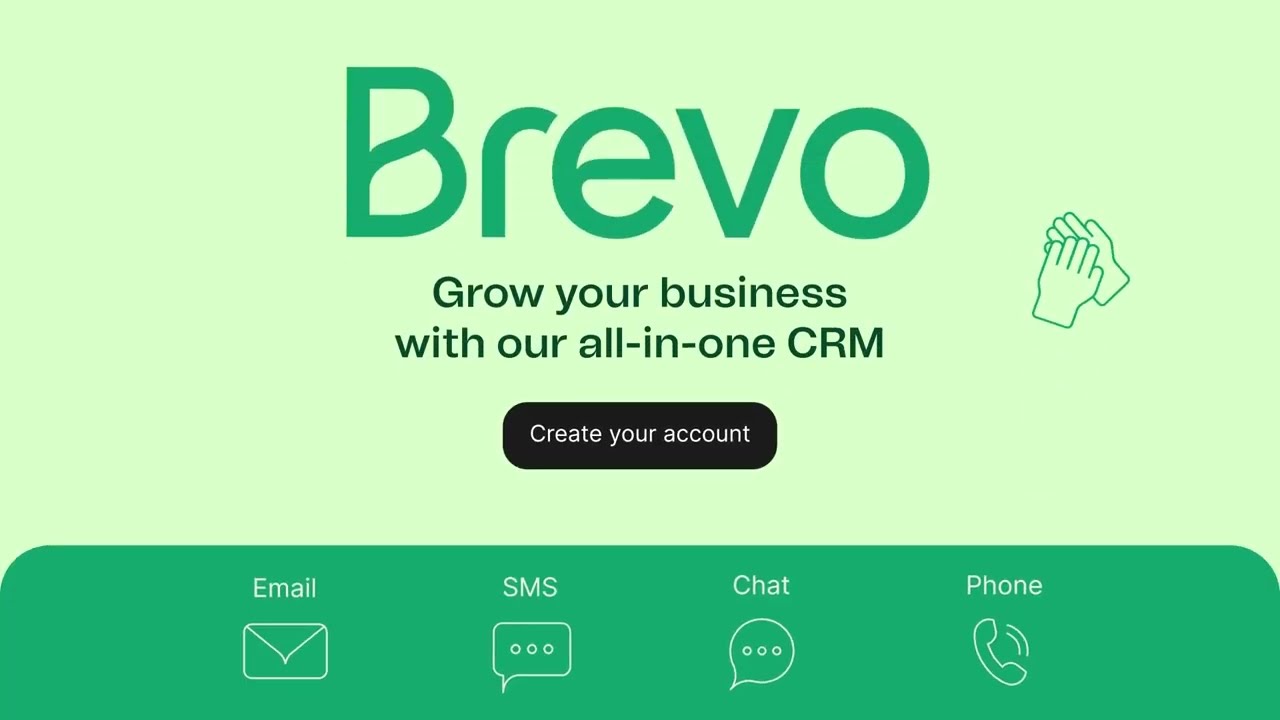 Brevo
Grow your business
with our all-in-one CRM
Create your account
Email
SMS
Chat
Phone